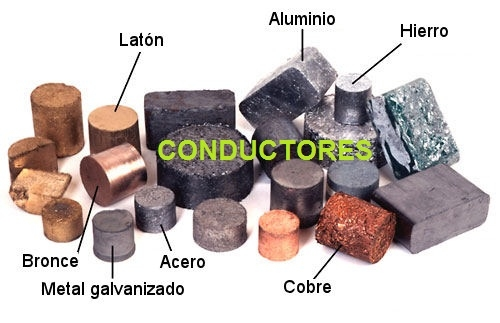 Aluminio
Hierro
Latón
CONDUCTORES
Bronce
Acero
Metal galvanizado
Cobre